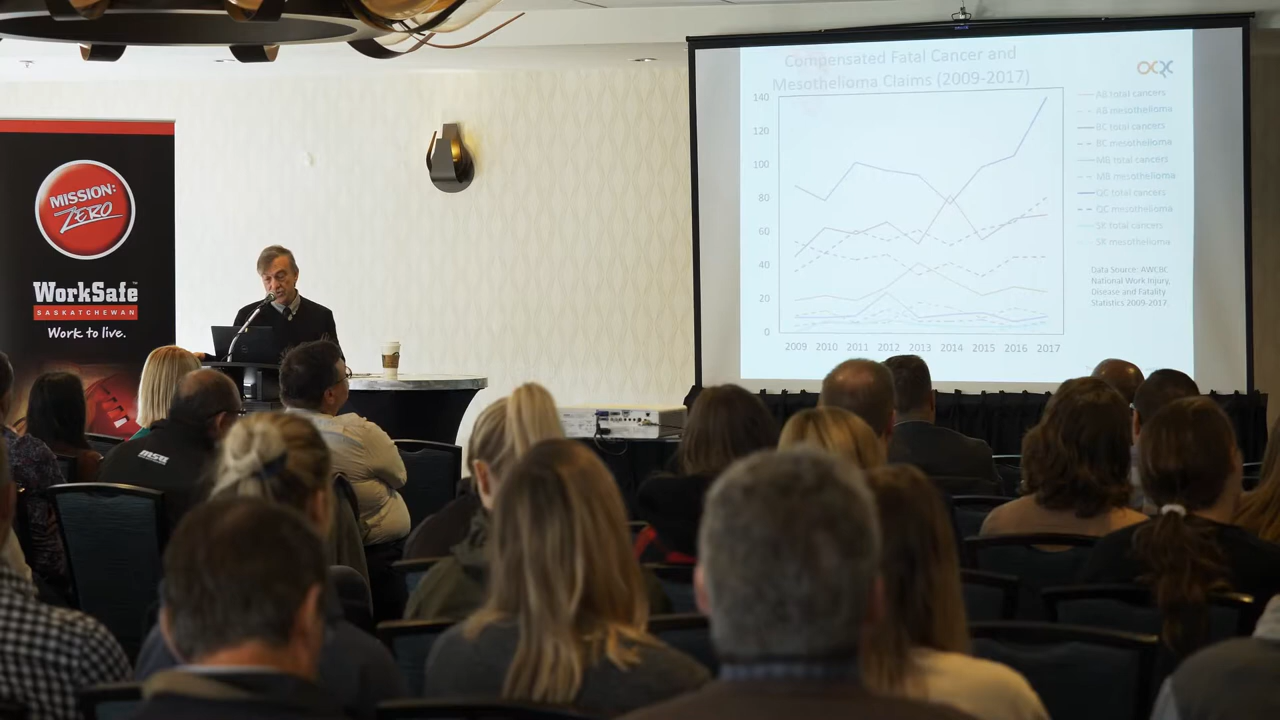 MISSION:
ZERO
WorkSafe
SASKATCHEWAN
Work to live.
msa
Compensated Fatal Cancer and
Mesothelioma Claims (2009-2017)
OCRX
140
120
100
80
60
40
20
0
2009 2010 2011 2012 2013 2014 2015 2016 2017
AB total cancers
AB mesothelioma
BC total cancers
BC mesothelioma
MB total cancers
MB mesothelioma
QC total cancers
QC mesothelioma
SK total cancers
SK mesothelioma
Data Source: AWCBC
National Work Injury,
Disease and Fatality
Statistics 2009-2017.